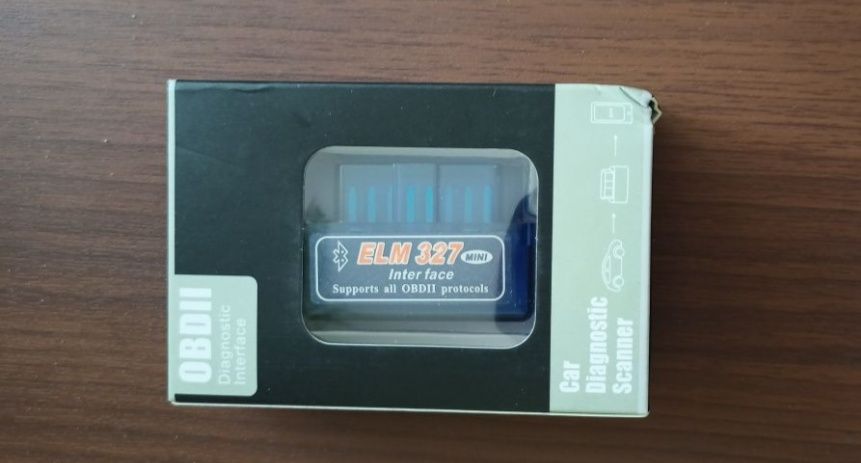 OBDII
Diagnostic
Interface
ELM 327 MINI
Inter face
Supports all OBDII protocols
Car
Diagnostic
Scanner